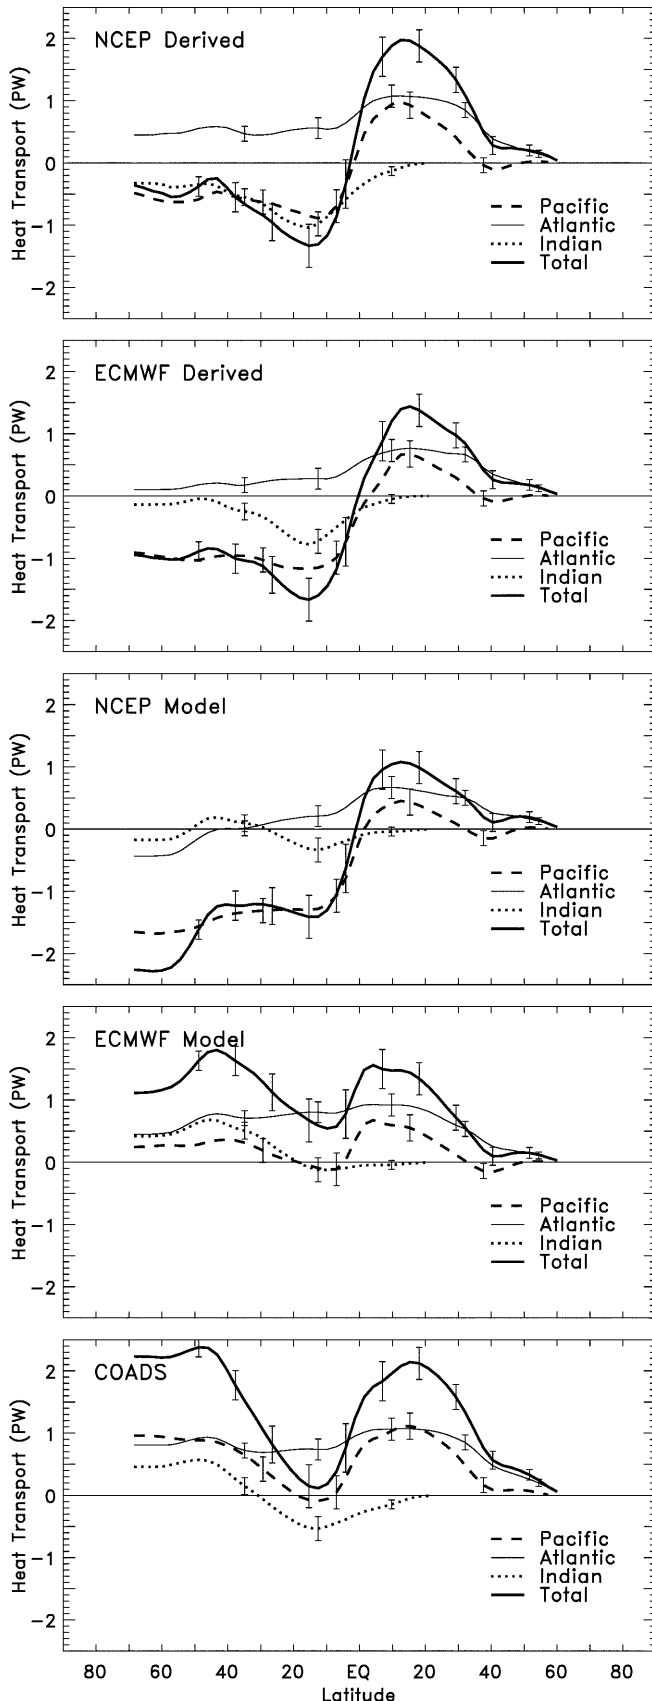 NCEP Derived
2
1
0
-1
-2
Heat Transport (PW)
Pacific
Atlantic
Indian
Total
ECMWF Derived
2
1
0
-1
-2
Heat Transport (PW)
Pacific
Atlantic
Indian
Total
NCEP Model
2
1
0
-1
-2
Heat Transport (PW)
Pacific
Atlantic
Indian
Total
ECMWF Model
2
1
0
-1
-2
Heat Transport (PW)
Pacific
Atlantic
Indian
Total
COADS
2
1
0
-1
-2
Heat Transport (PW)
Pacific
Atlantic
Indian
Total
80 60 40 20 EQ 20 40 60 80
Latitude